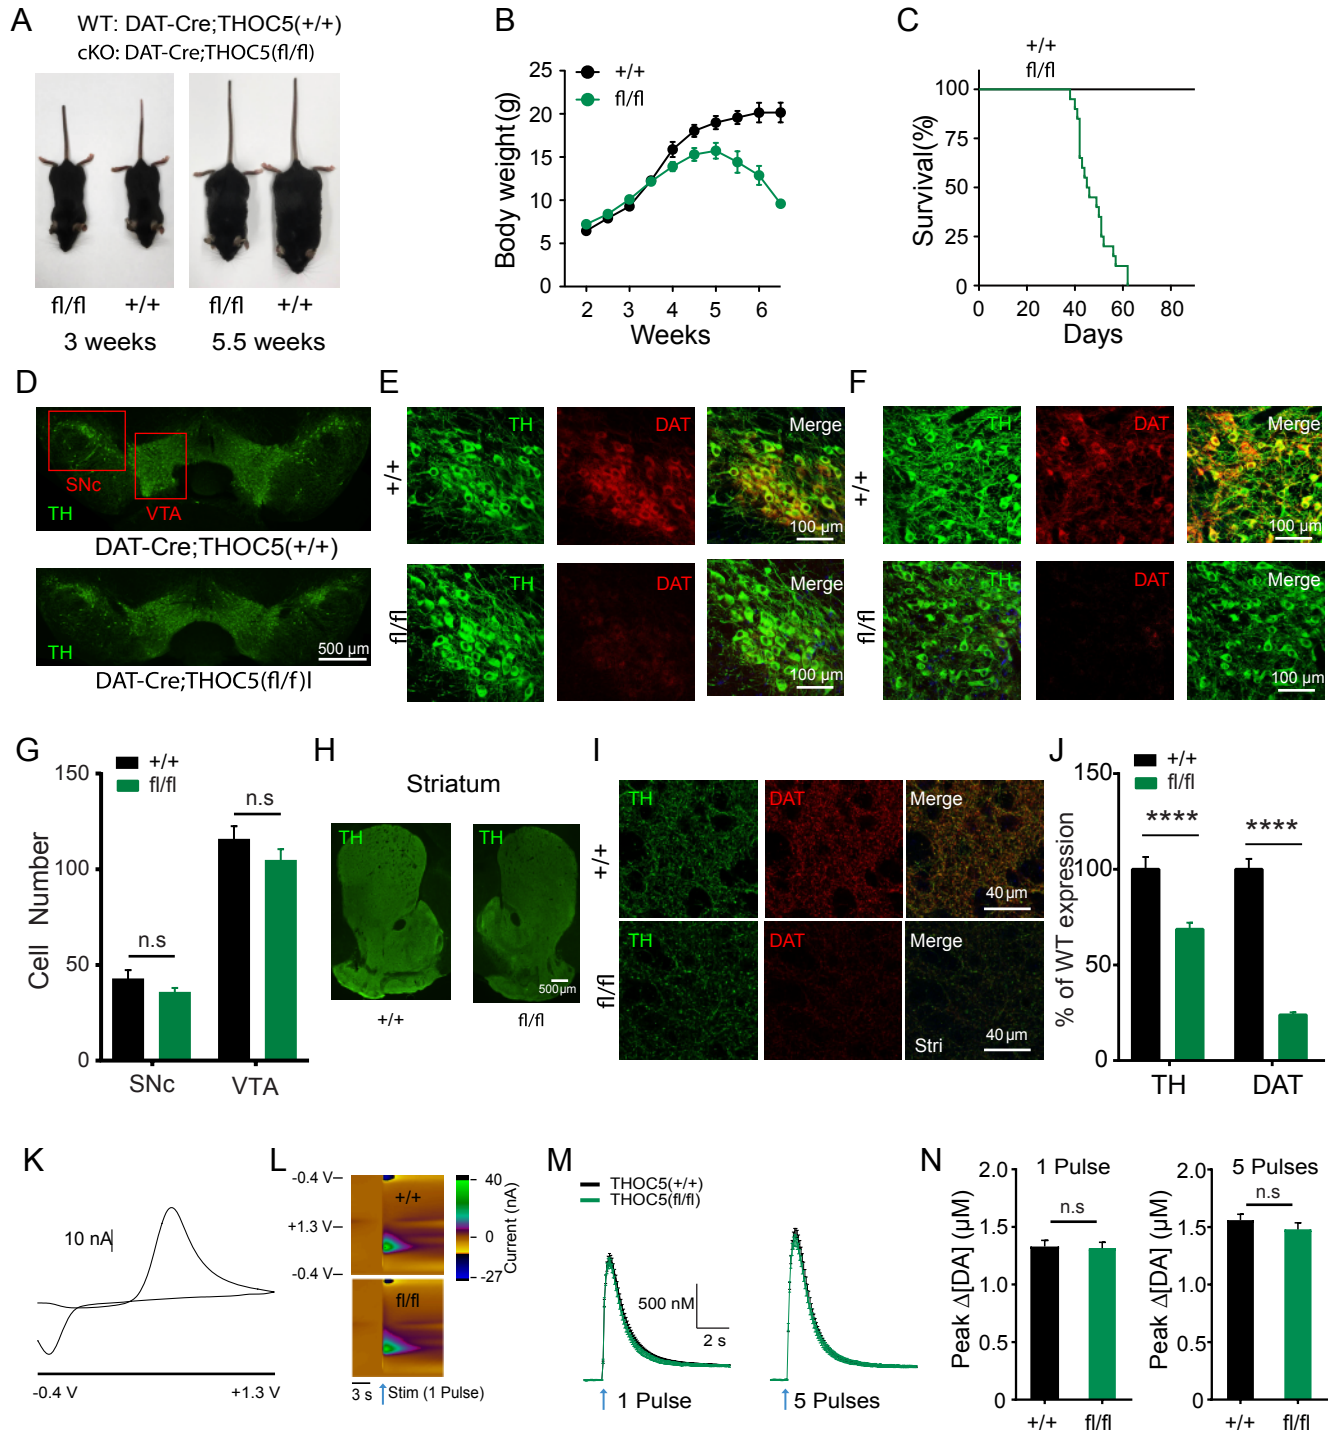 A
WT: DAT-Cre;THOC5(+/+)
cKO: DAT-Cre;THOC5(fl/fl)
fl/fl
+/+
fl/fl
+/+
3 weeks
5.5 weeks
B
+/+
fl/fl
Body weight (g)
25
20
15
10
5
0
2
3
4
5
6
Weeks
C
+/+
fl/fl
Survival(%)
100
75
50
25
0
0
20
40
60
80
Days
D
SNc
VTA
TH
DAT-Cre;THOC5(+/+)
TH
500 µm
DAT-Cre;THOC5(fl/f)l
E
+/+
TH
DAT
Merge
100 µm
fl/fl
TH
DAT
Merge
100 µm
F
+/+
TH
DAT
Merge
100 µm
fl/fl
TH
DAT
Merge
100 µm
G
+/+
fl/fl
Cell Number
150
100
50
0
n.s
n.s
SNc
VTA
H
Striatum
TH
TH
500µm
+/+
fl/fl
I
+/+
TH
DAT
Merge
40 µm
fl/fl
TH
DAT
Merge
Stri
40 µm
J
+/+
fl/fl
% of WT expression
150
100
50
0
****
****
TH
DAT
K
10 nA
-0.4 V
+1.3 V
L
-0.4 V
+1.3 V
-0.4 V
+/+
fl/fl
40
0
-27
Current (nA)
3 s
Stim (1 Pulse)
M
THOC5(+/+)
THOC5(fl/fl)
500 nM
2 s
1 Pulse
5 Pulses
N
1 Pulse
Peak Δ[DA] (µM)
2.0
1.5
1.0
0.5
0
n.s
+/+
fl/fl
5 Pulses
Peak Δ[DA] (µM)
2.0
1.5
1.0
0.5
0
n.s
+/+
fl/fl